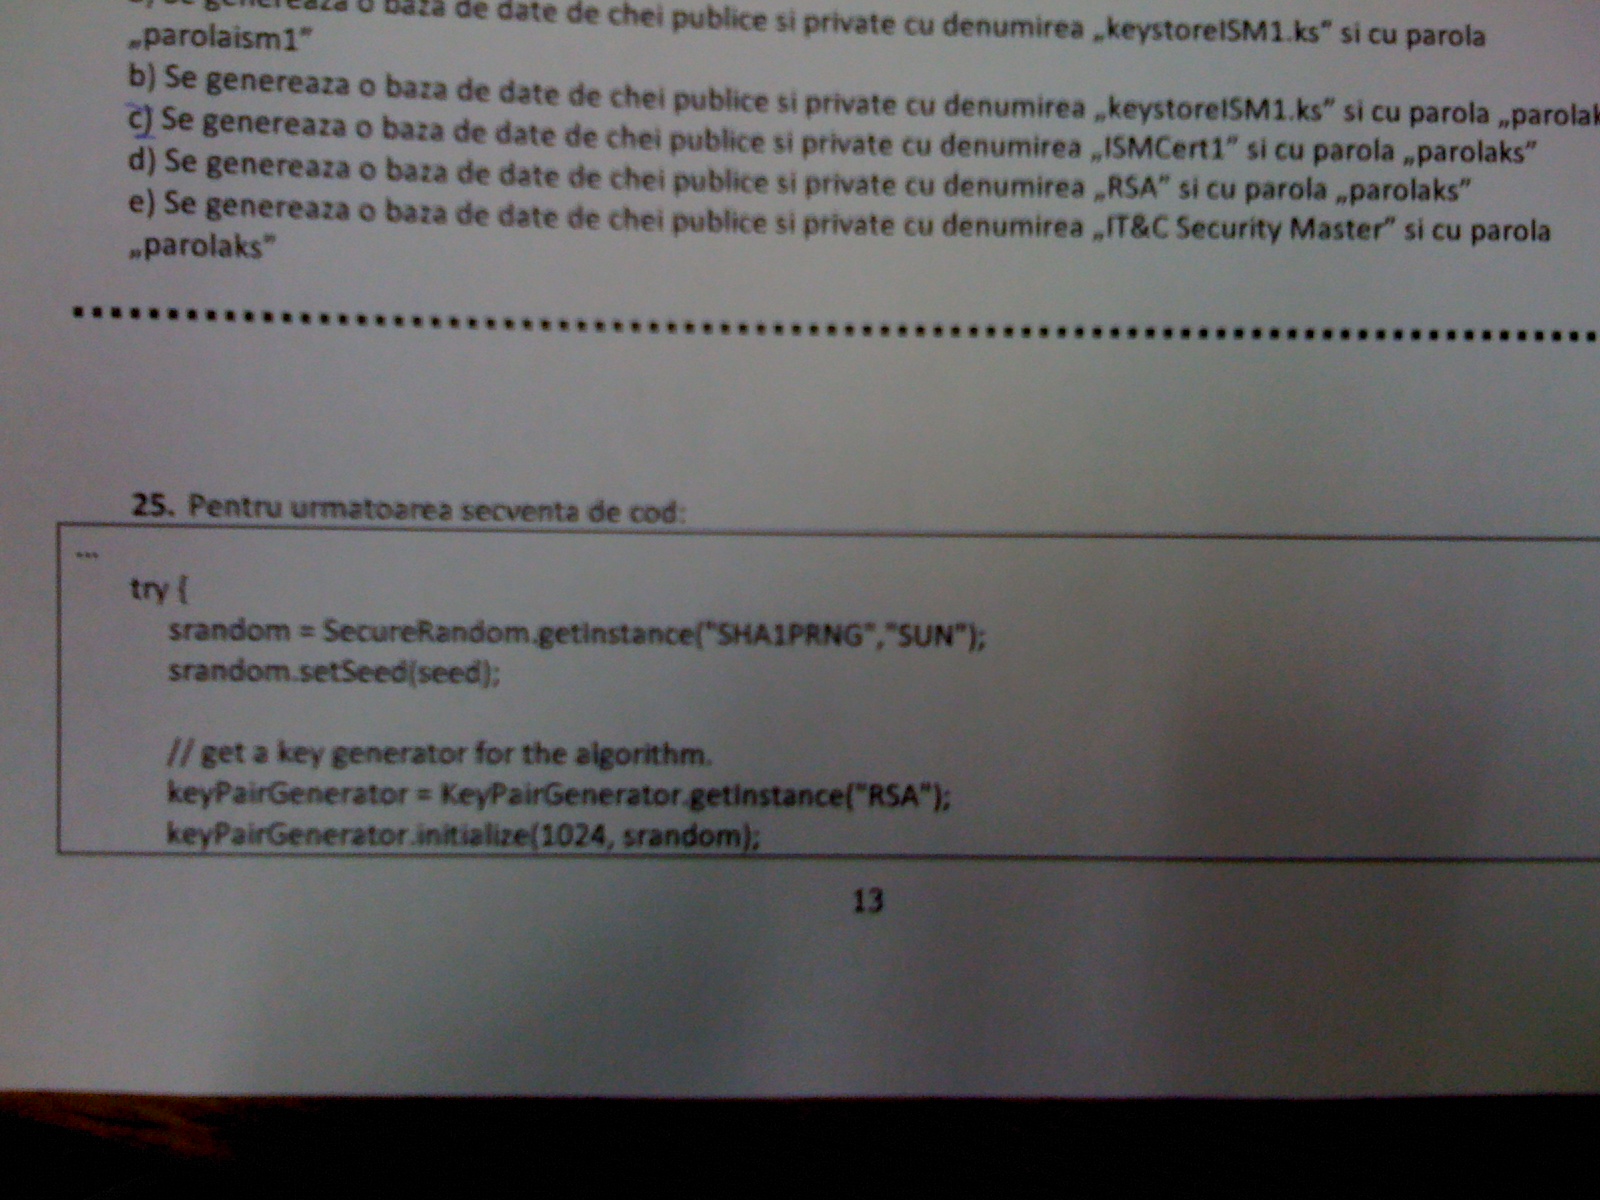 genereaza o baza de date de chei publice si private cu denumirea „keystoreISM1.ks” si cu parola
„parolaism1”
b) Se genereaza o baza de date de chei publice si private cu denumirea „keystoreISM1.ks” si cu parola
c) Se genereaza o baza de date de chei publice si private cu denumirea „ISMCert1” si cu parola „parolaks”
d) Se genereaza o baza de date de chei publice si private cu denumirea „RSA” si cu parola „parolaks”
e) Se genereaza o baza de date de chei publice si private cu denumirea „IT&C Security Master” si cu parola
„parolaks”
25. Pentru urmatoarea secventa de cod:
...
try {
srandom = SecureRandom.getInstance("SHA1PRNG","SUN");
srandom.setSeed(seed);
// get a key generator for the algorithm.
keyPairGenerator = KeyPairGenerator.getInstance("RSA");
keyPairGenerator.initialize(1024, srandom);
13